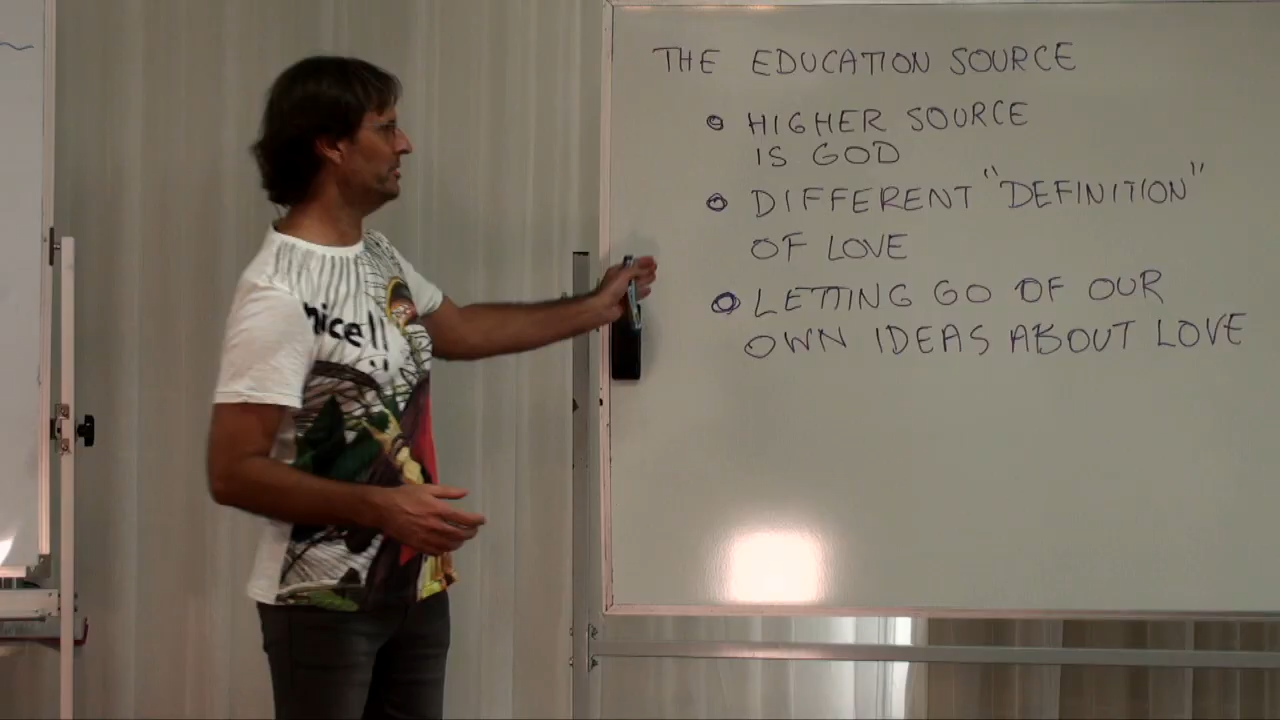 THE EDUCATION SOURCE
HIGHER SOURCE
IS GOD
DIFFERENT "DEFINITION"
OF LOVE
LETTING GO OF OUR
OWN IDEAS ABOUT LOVE
nice!!